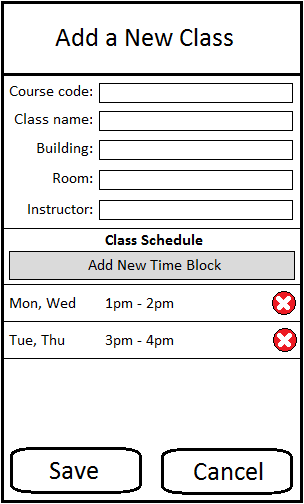 Add a New Class
Course code:
Class name:
Building:
Room:
Instructor:
Class Schedule
Add New Time Block
Mon, Wed 1pm - 2pm
Tue, Thu 3pm - 4pm
Save Cancel